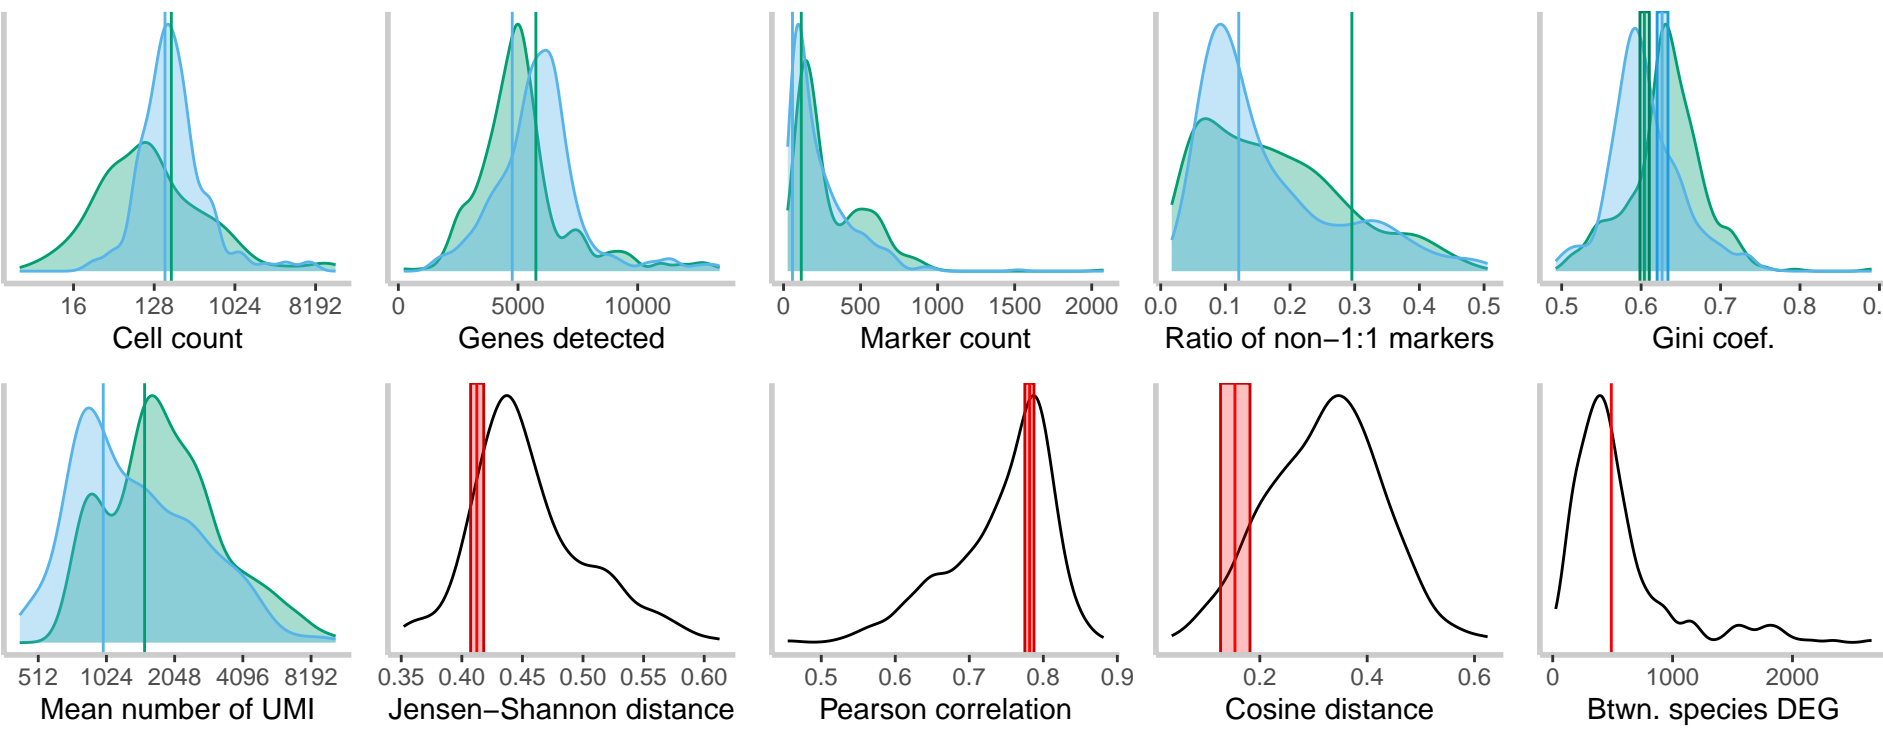 16 128 1024 8192
Cell count
0 5000 10000
Genes detected
0 500 1000 1500 2000
Marker count
0.0 0.1 0.2 0.3 0.4 0.5
Ratio of non−1:1 markers
0.5 0.6 0.7 0.8 0.
Gini coef.
512 1024 2048 4096 8192
Mean number of UMI
0.35 0.40 0.45 0.50 0.55 0.60
Jensen−Shannon distance
0.5 0.6 0.7 0.8 0.9
Pearson correlation
0.2 0.4 0.6
Cosine distance
0 1000 2000
Btwn. species DEG